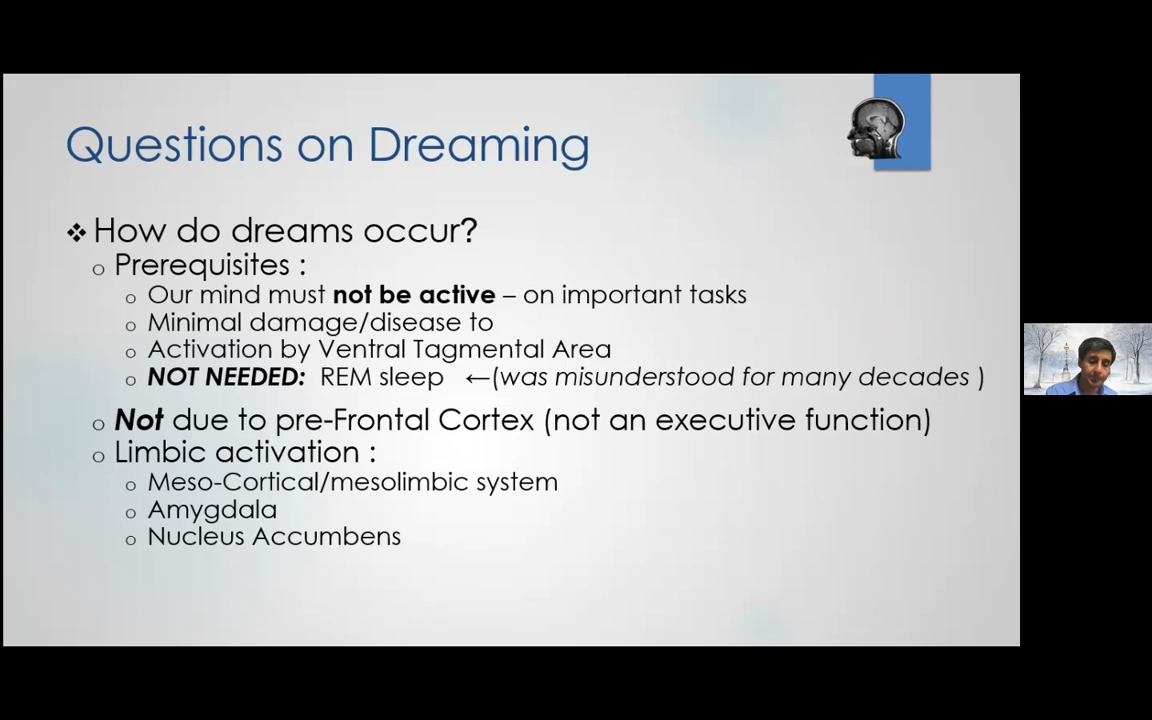 Questions on Dreaming
❖ How do dreams occur?
o Prerequisites :
o Our mind must not be active – on important tasks
o Minimal damage/disease to
o Activation by Ventral Tagmental Area
o NOT NEEDED: REM sleep ←(was misunderstood for many decades )
o Not due to pre-Frontal Cortex (not an executive function)
o Limbic activation :
o Meso-Cortical/mesolimbic system
o Amygdala
o Nucleus Accumbens